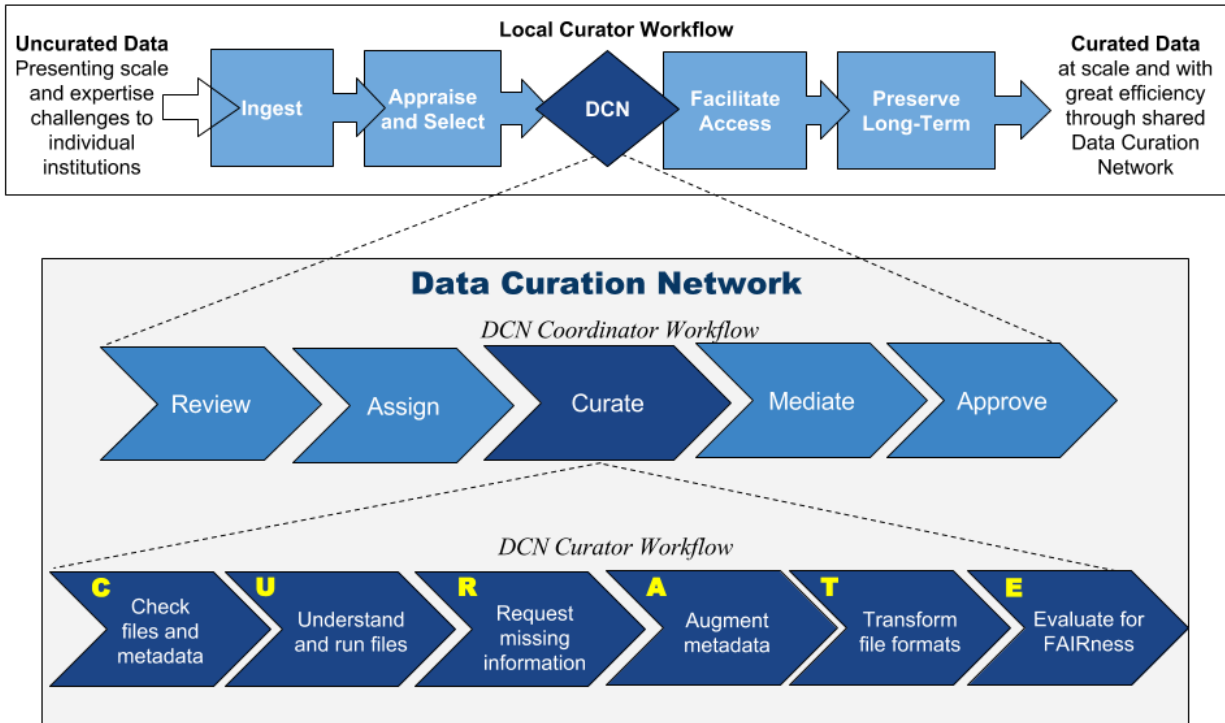 Local Curator Workflow
Uncurated Data
Presenting scale
and expertise
challenges to
individual
institutions
Ingest
Appraise
and Select
DCN
Facilitate
Access
Preserve
Long-Term
Curated Data
at scale and with
great efficiency
through shared
Data Curation
Network
Data Curation Network
DCN Coordinator Workflow
Review
Assign
Curate
Mediate
Approve
DCN Curator Workflow
C
Check
files and
metadata
U
Understand
and run files
R
Request
missing
information
A
Augment
metadata
T
Transform
file formats
E
Evaluate for
FAIRness